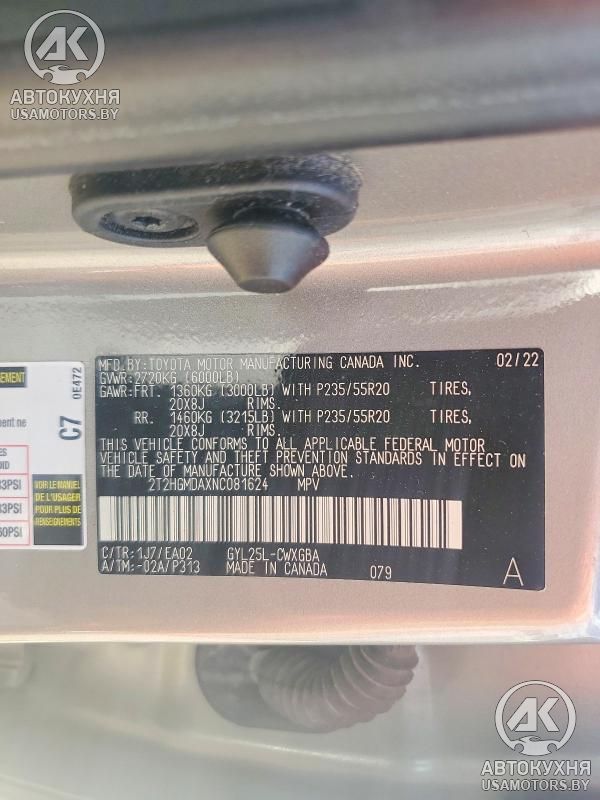 AK
АВТОКУХНЯ
USAMOTORS.BY
MFD.BY:TOYOTA MOTOR MANUFACTURING CANADA INC. 02/22
GVWR:2720KG (6000LB)
GAWR:FRT. 1360KG (3000LB) WITH P235/55R20 TIRES,
20X8J RIMS.
RR. 1460KG (3215LB) WITH P235/55R20 TIRES,
20X8J RIMS.
THIS VEHICLE CONFORMS TO ALL APPLICABLE FEDERAL MOTOR
VEHICLE SAFETY AND THEFT PREVENTION STANDARDS IN EFFECT ON
THE DATE OF MANUFACTURE SHOWN ABOVE.
2T2HGMDAXNC081624 MPV
C/TR:1J7/EA02 GYL25L-CWXGBA
A/TM:-02A/P313 MADE IN CANADA 079 A
C7
0E472
VOIR LE MANUEL
DE L'USAGER
POUR PLUS DE
RENSEIGNEMENTS
AK
АВТОКУХНЯ
USAMOTORS.BY